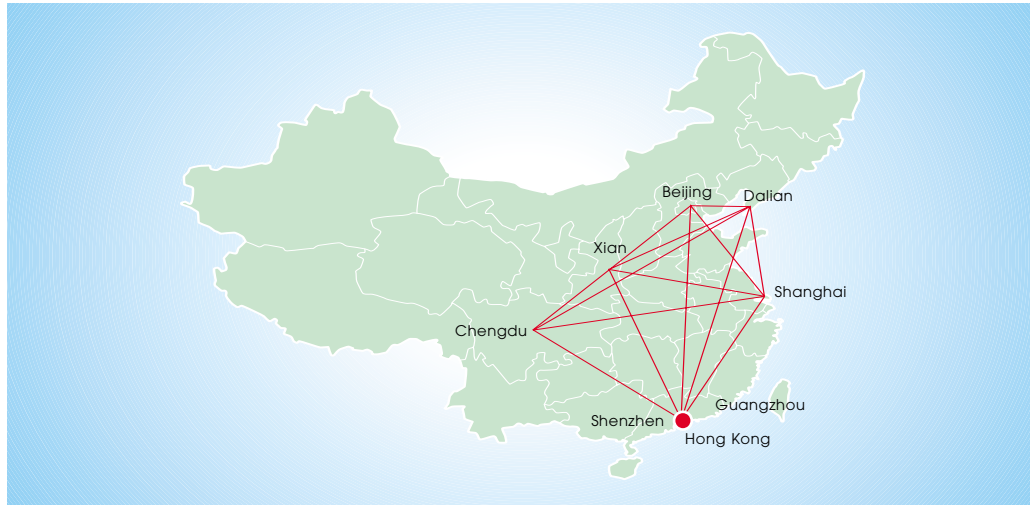 Beijing
Dalian
Xian
Shanghai
Chengdu
Guangzhou
Shenzhen
Hong Kong